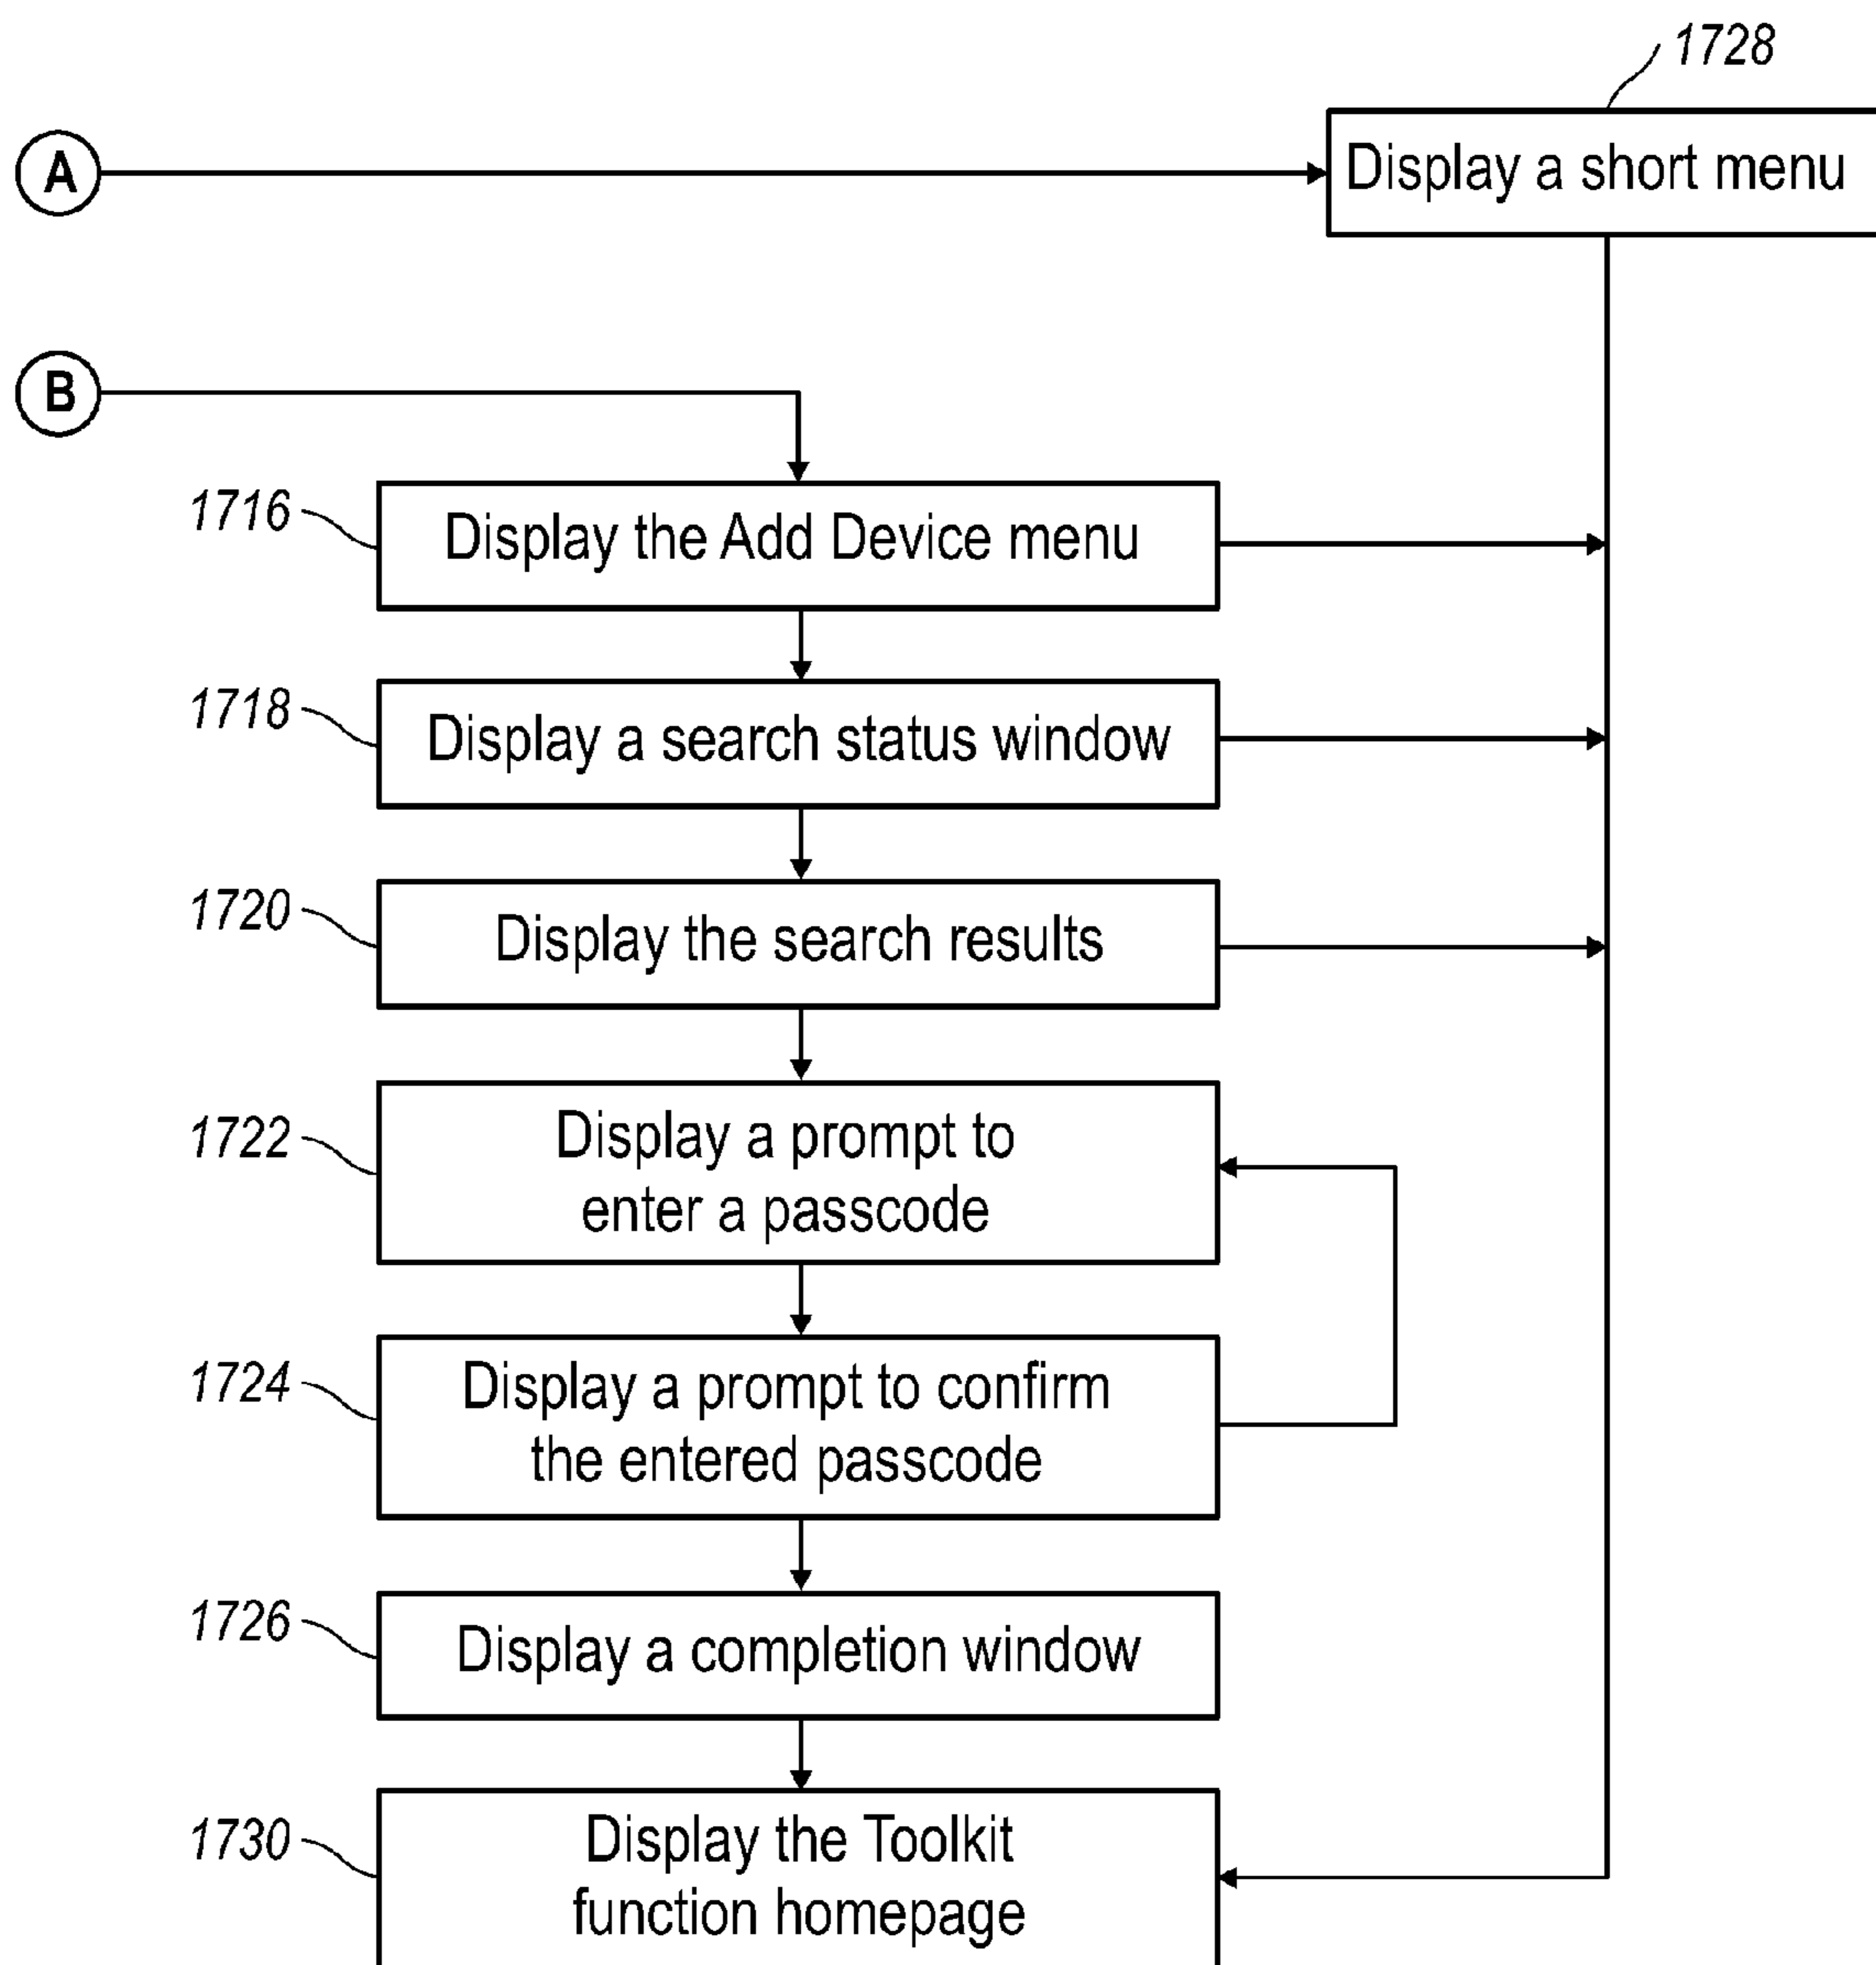 1728
A
Display a short menu
B
1716
Display the Add Device menu
1718
Display a search status window
1720
Display the search results
1722
Display a prompt to
enter a passcode
1724
Display a prompt to confirm
the entered passcode
1726
Display a completion window
1730
Display the Toolkit
function homepage